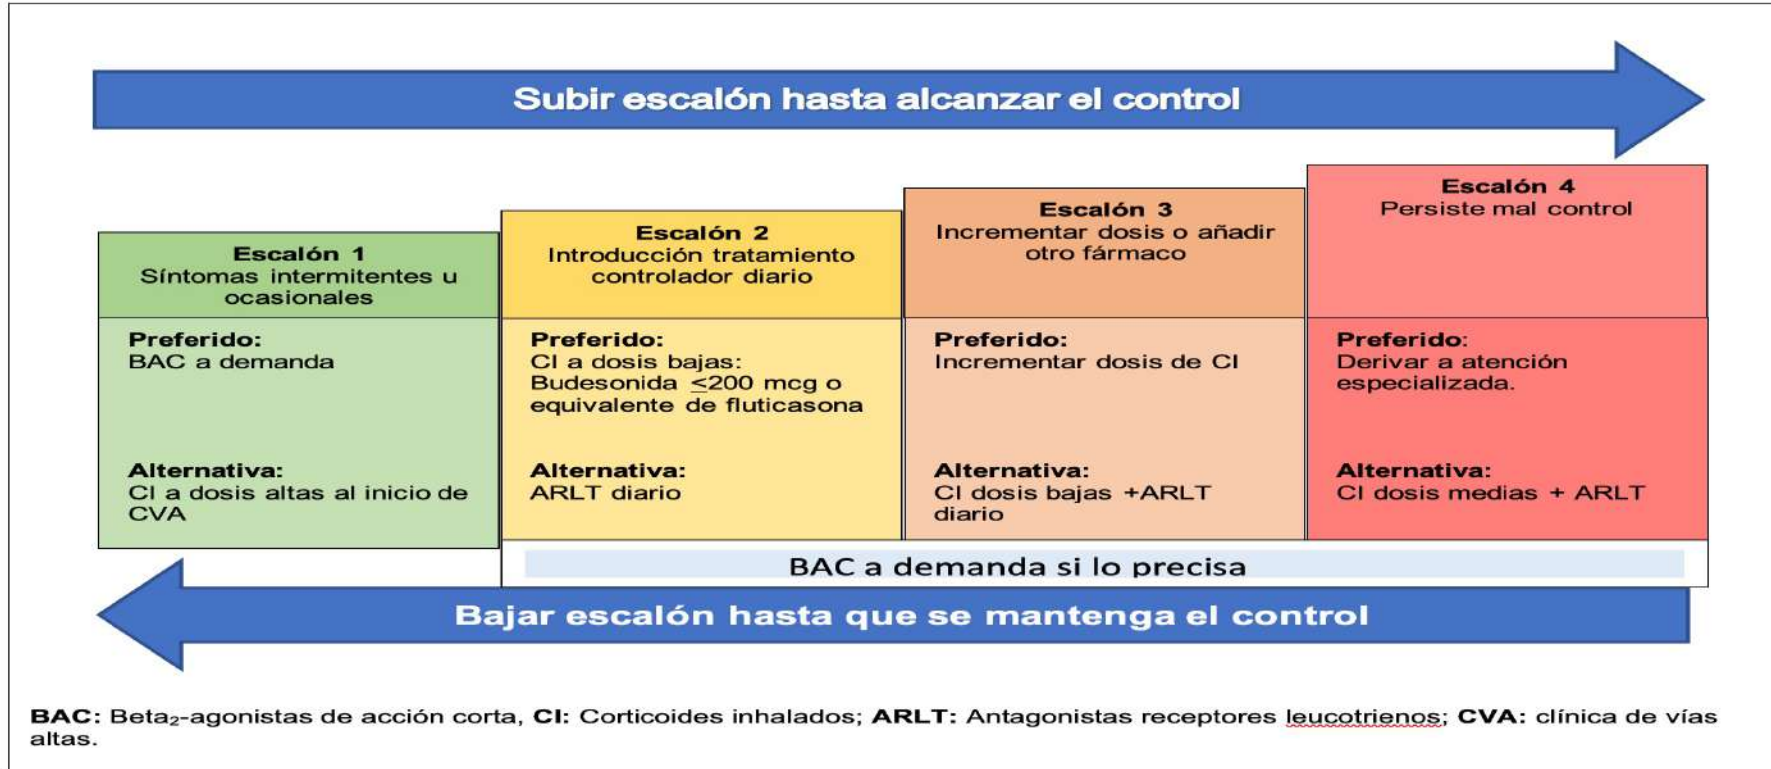 Subir escalón hasta alcanzar el control
Escalón 1
Síntomas intermitentes u
ocasionales
Preferido:
BAC a demanda
Alternativa:
CI a dosis altas al inicio de
CVA
Escalón 2
Introducción tratamiento
controlador diario
Preferido:
CI a dosis bajas:
Budesonida ≤200 mcg o
equivalente de fluticasona
Alternativa:
ARLT diario
Escalón 3
Incrementar dosis o añadir
otro fármaco
Preferido:
Incrementar dosis de CI
Alternativa:
CI dosis bajas +ARLT
diario
Escalón 4
Persiste mal control
Preferido:
Derivar a atención
especializada.
Alternativa:
CI dosis medias + ARLT
BAC a demanda si lo precisa
Bajar escalón hasta que se mantenga el control
BAC: Beta₂-agonistas de acción corta, CI: Corticoides inhalados; ARLT: Antagonistas receptores leucotrienos; CVA: clínica de vías
altas.